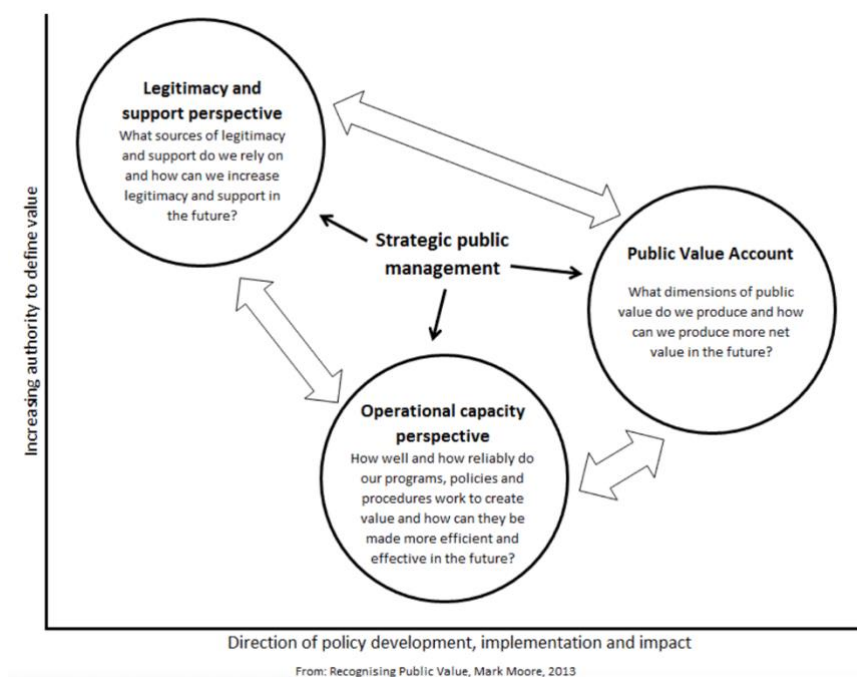 Increasing authority to define value
Legitimacy and
support perspective
What sources of legitimacy
and support do we rely on
and how can we increase
legitimacy and support in
the future?
Strategic public
management
Public Value Account
What dimensions of public
value do we produce and how
can we produce more net
value in the future?
Operational capacity
perspective
How well and how reliably do
our programs, policies and
procedures work to create
value and how can they be
made more efficient and
effective in the future?
Direction of policy development, implementation and impact
From: Recognising Public Value, Mark Moore, 2013